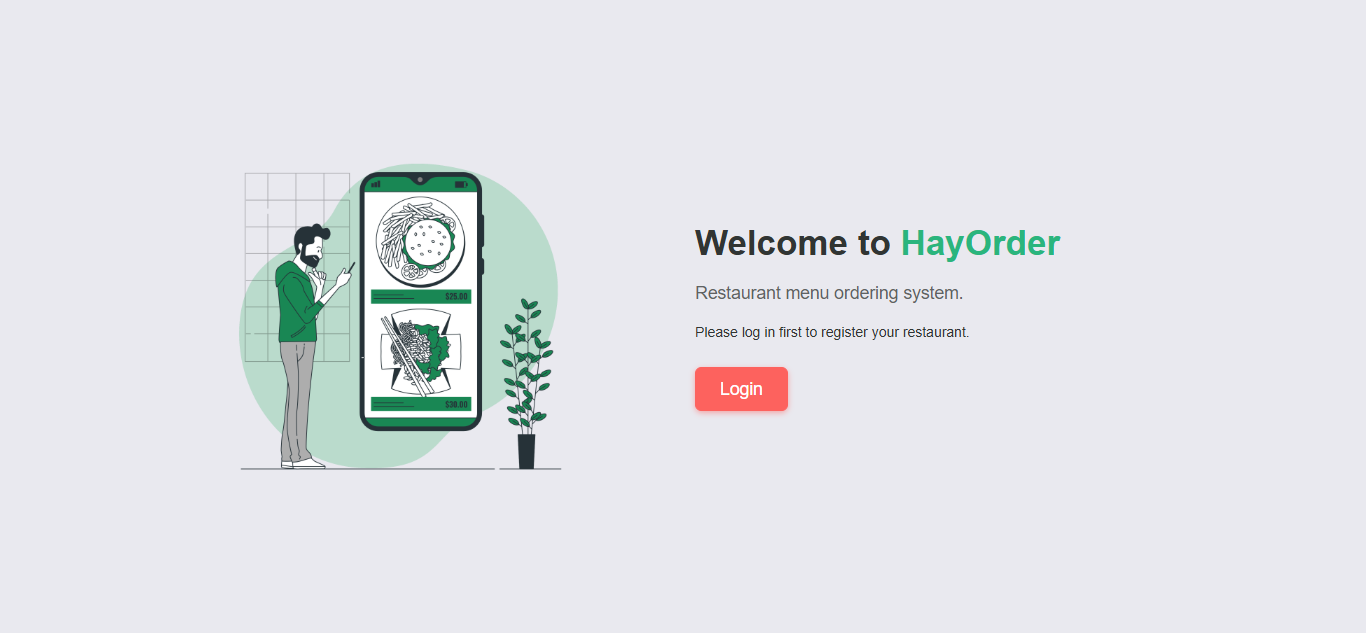 $25.00
$30.00
Welcome to HayOrder
Restaurant menu ordering system.
Please log in first to register your restaurant.
Login